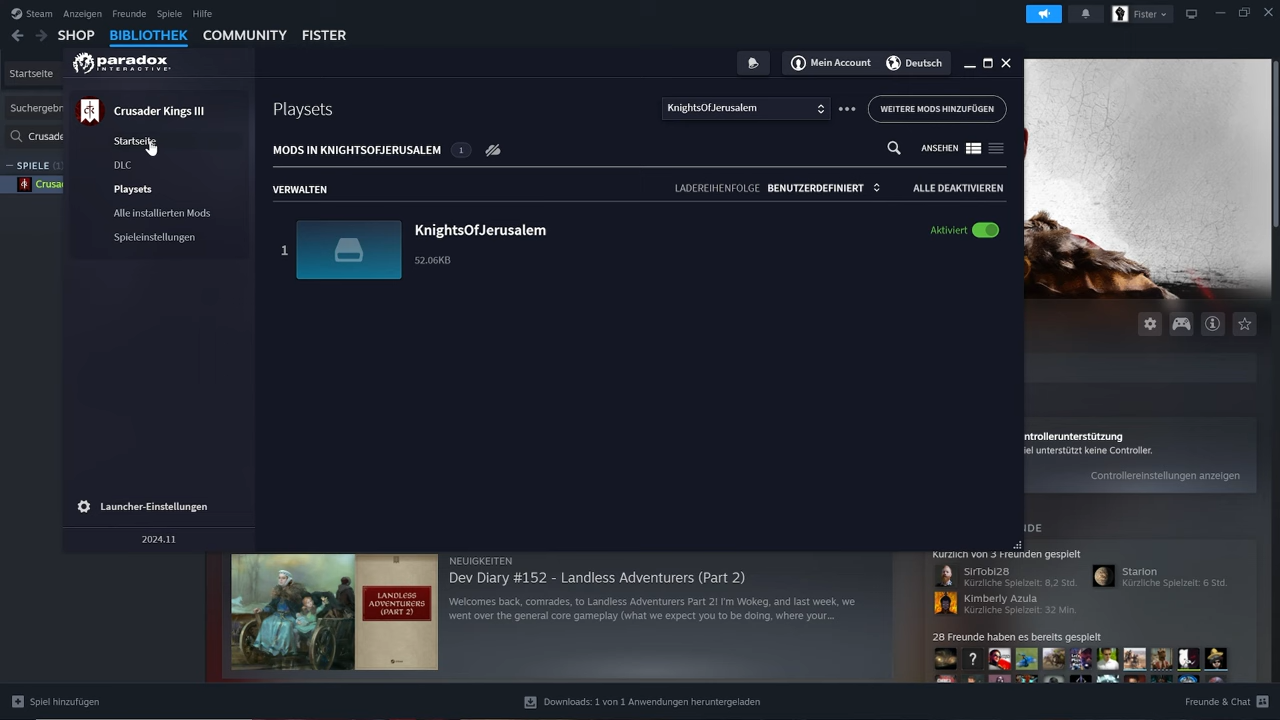 Steam Anzeigen Freunde Spiele Hilfe
Fister
SHOP BIBLIOTHEK COMMUNITY FISTER
Startseite
Suchergebn
Crusade
SPIELE (1)
Crusad
paradox
INTERACTIVE
My Account Deutsch
Crusader Kings III
Startseite
DLC
Playsets
Alle installierten Mods
Spieleinstellungen
Launcher-Einstellungen
2024.11
Playsets
KnightsOfJerusalem
WEITERE MODS HINZUFÜGEN
MODS IN KNIGHTSOFJERUSALEM 1
ANSEHEN
VERWALTEN
LADEREIHENFOLGE BENUTZERDEFINIERT
ALLE DEAKTIVIEREN
1
KnightsOfJerusalem
52.06KB
Aktiviert
ntrollerunterstützung
iel unterstützt keine Controller.
Controllereinstellungen anzeigen
NDE
Kürzlich von 3 Freunden gespielt
SIrTobi28
Kürzliche Spielzeit: 8,2 Std.
Starion
Kürzliche Spielzeit: 6 Std.
Kimberly Azula
Kürzliche Spielzeit: 32 Min.
28 Freunde haben es bereits gespielt
LANDLESS
ADVENTURERS
(PART 2)
NEUIGKEITEN
Dev Diary #152 - Landless Adventurers (Part 2)
Welcomes back, comrades, to Landless Adventurers Part 2! I'm Wokeg, and last week, we
went over the general core gameplay (what we expect you to be doing, where your...
Spiel hinzufügen
Downloads: 1 von 1 Anwendungen heruntergeladen
Freunde & Chat